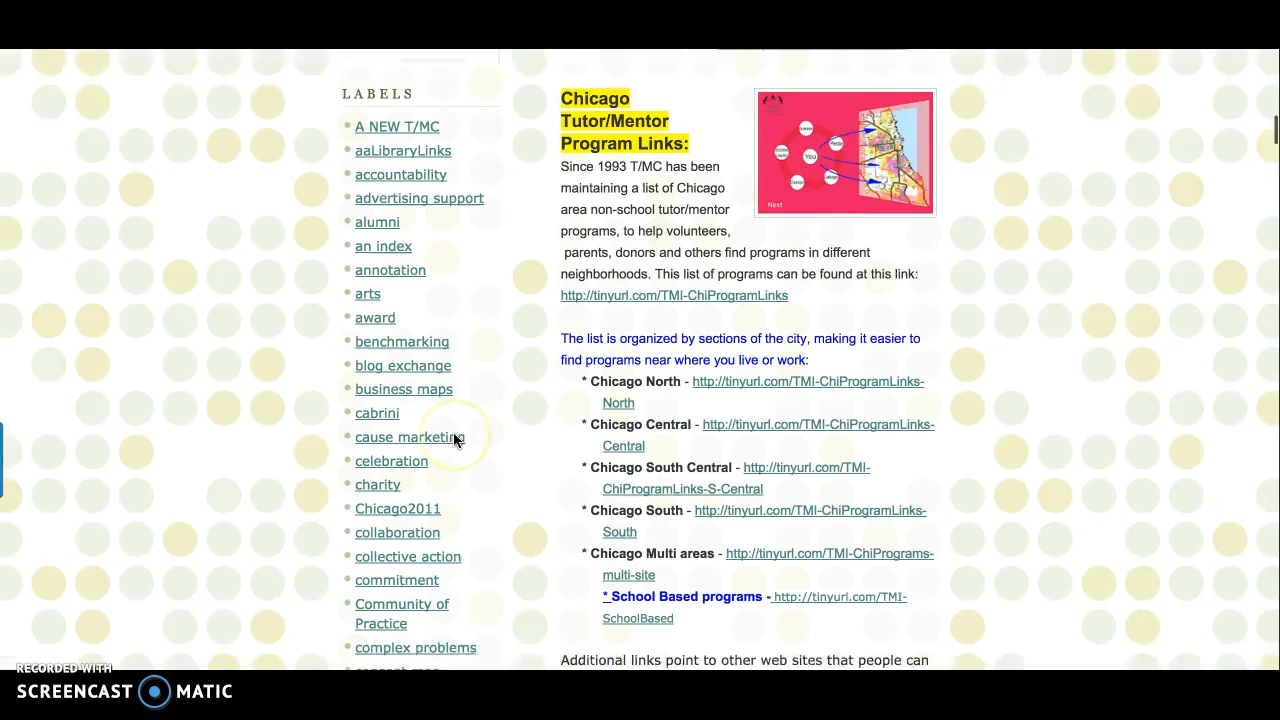 LABELS
A NEW T/MC
aaLibraryLinks
accountability
advertising support
alumni
an index
annotation
arts
award
benchmarking
blog exchange
business maps
cabrini
cause marketing
celebration
charity
Chicago2011
collaboration
collective action
commitment
Community of
Practice
complex problems
Chicago
Tutor/Mentor
Program Links:
Since 1993 T/MC has been
maintaining a list of Chicago
area non-school tutor/mentor
programs, to help volunteers,
parents, donors and others find programs in different
neighborhoods. This list of programs can be found at this link:
http://tinyurl.com/TMI-ChiProgramLinks
You
Media
Next
The list is organized by sections of the city, making it easier to
find programs near where you live or work:
* Chicago North - http://tinyurl.com/TMI-ChiProgramLinks-
North
* Chicago Central - http://tinyurl.com/TMI-ChiProgramLinks-
Central
* Chicago South Central - http://tinyurl.com/TMI-
ChiProgramLinks-S-Central
* Chicago South - http://tinyurl.com/TMI-ChiProgramLinks-
South
* Chicago Multi areas - http://tinyurl.com/TMI-ChiPrograms-
multi-site
* School Based programs - http://tinyurl.com/TMI-
SchoolBased
Additional links point to other web sites that people can
RECORDED WITH
SCREENCAST MATIC